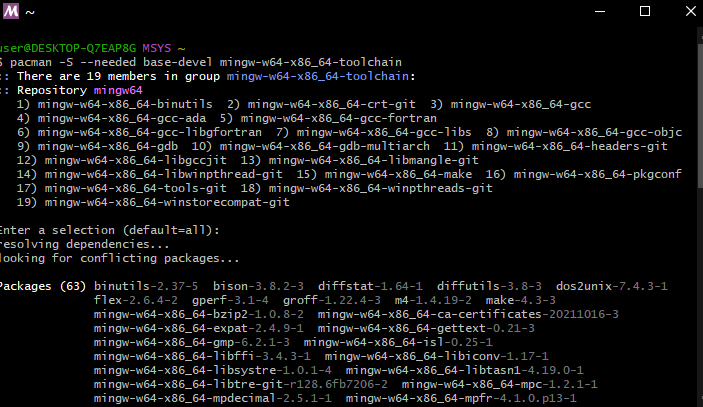 ~
user@DESKTOP-Q7EAP8G MSYS ~
$ pacman -S --needed base-devel mingw-w64-x86_64-toolchain
:: There are 19 members in group mingw-w64-x86_64-toolchain:
:: Repository mingw64
1) mingw-w64-x86_64-binutils 2) mingw-w64-x86_64-crt-git 3) mingw-w64-x86_64-gcc
4) mingw-w64-x86_64-gcc-ada 5) mingw-w64-x86_64-gcc-fortran
6) mingw-w64-x86_64-gcc-libgfortran 7) mingw-w64-x86_64-gcc-libs 8) mingw-w64-x86_64-gcc-objc
9) mingw-w64-x86_64-gdb 10) mingw-w64-x86_64-gdb-multiarch 11) mingw-w64-x86_64-headers-git
12) mingw-w64-x86_64-libgccjit 13) mingw-w64-x86_64-libmangle-git
14) mingw-w64-x86_64-libwinpthread-git 15) mingw-w64-x86_64-make 16) mingw-w64-x86_64-pkgconf
17) mingw-w64-x86_64-tools-git 18) mingw-w64-x86_64-winpthreads-git
19) mingw-w64-x86_64-winstorecompat-git
Enter a selection (default=all):
resolving dependencies...
looking for conflicting packages...
Packages (63) binutils-2.37-5 bison-3.8.2-3 diffstat-1.64-1 diffutils-3.8-3 dos2unix-7.4.3-1
flex-2.6.4-2 gperf-3.1-4 groff-1.22.4-3 m4-1.4.19-2 make-4.3-3
mingw-w64-x86_64-bzip2-1.0.8-2 mingw-w64-x86_64-ca-certificates-20211016-3
mingw-w64-x86_64-expat-2.4.9-1 mingw-w64-x86_64-gettext-0.21-3
mingw-w64-x86_64-gmp-6.2.1-3 mingw-w64-x86_64-isl-0.25-1
mingw-w64-x86_64-libffi-3.4.3-1 mingw-w64-x86_64-libiconv-1.17-1
mingw-w64-x86_64-libsystre-1.0.1-4 mingw-w64-x86_64-libtasn1-4.19.0-1
mingw-w64-x86_64-libtre-git-r128.6fb7206-2 mingw-w64-x86_64-mpc-1.2.1-1
mingw-w64-x86_64-mpdecimal-2.5.1-1 mingw-w64-x86_64-mpfr-4.1.0.p13-1